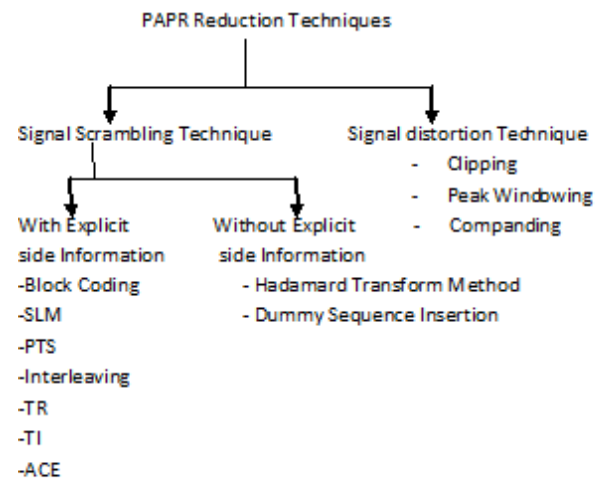 PAPR Reduction Techniques
Signal Scrambling Technique
Signal distortion Technique
- Clipping
- Peak Windowing
- Companding
With Explicit
side Information
-Block Coding
-SLM
-PTS
-Interleaving
-TR
-TI
-ACE
Without Explicit
side Information
- Hadamard Transform Method
- Dummy Sequence Insertion